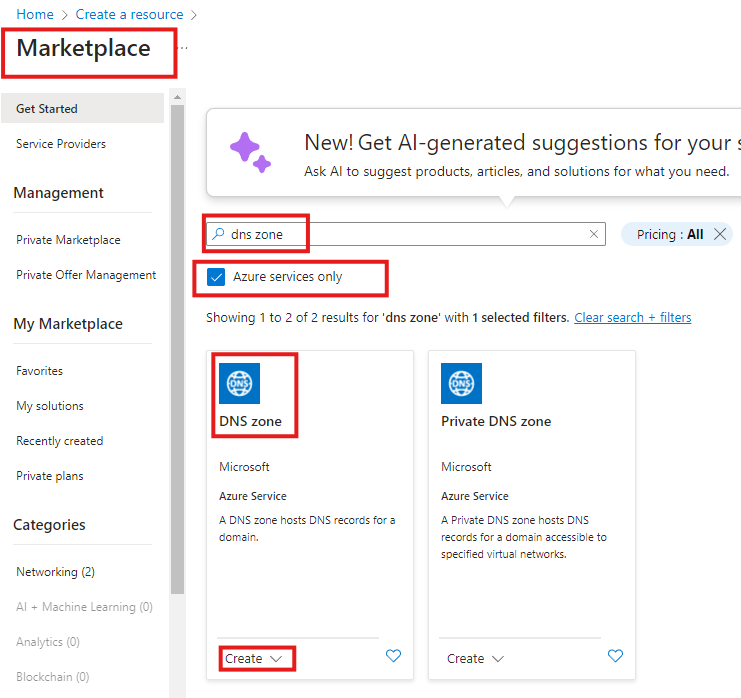 Home > Create a resource >
Marketplace ...
Get Started
Service Providers
Management
Private Marketplace
Private Offer Management
My Marketplace
Favorites
My solutions
Recently created
Private plans
Categories
Networking (2)
AI + Machine Learning (0)
Analytics (0)
Blockchain (0)
New! Get AI-generated suggestions for your s
Ask AI to suggest products, articles, and solutions for what you need.
dns zone
Pricing : All
Azure services only
Showing 1 to 2 of 2 results for 'dns zone' with 1 selected filters. Clear search + filters
DNS
DNS zone
Microsoft
Azure Service
A DNS zone hosts DNS records for a
domain.
Create
DNS
Private DNS zone
Microsoft
Azure Service
A Private DNS zone hosts DNS
records for a domain accessible to
specified virtual networks.
Create